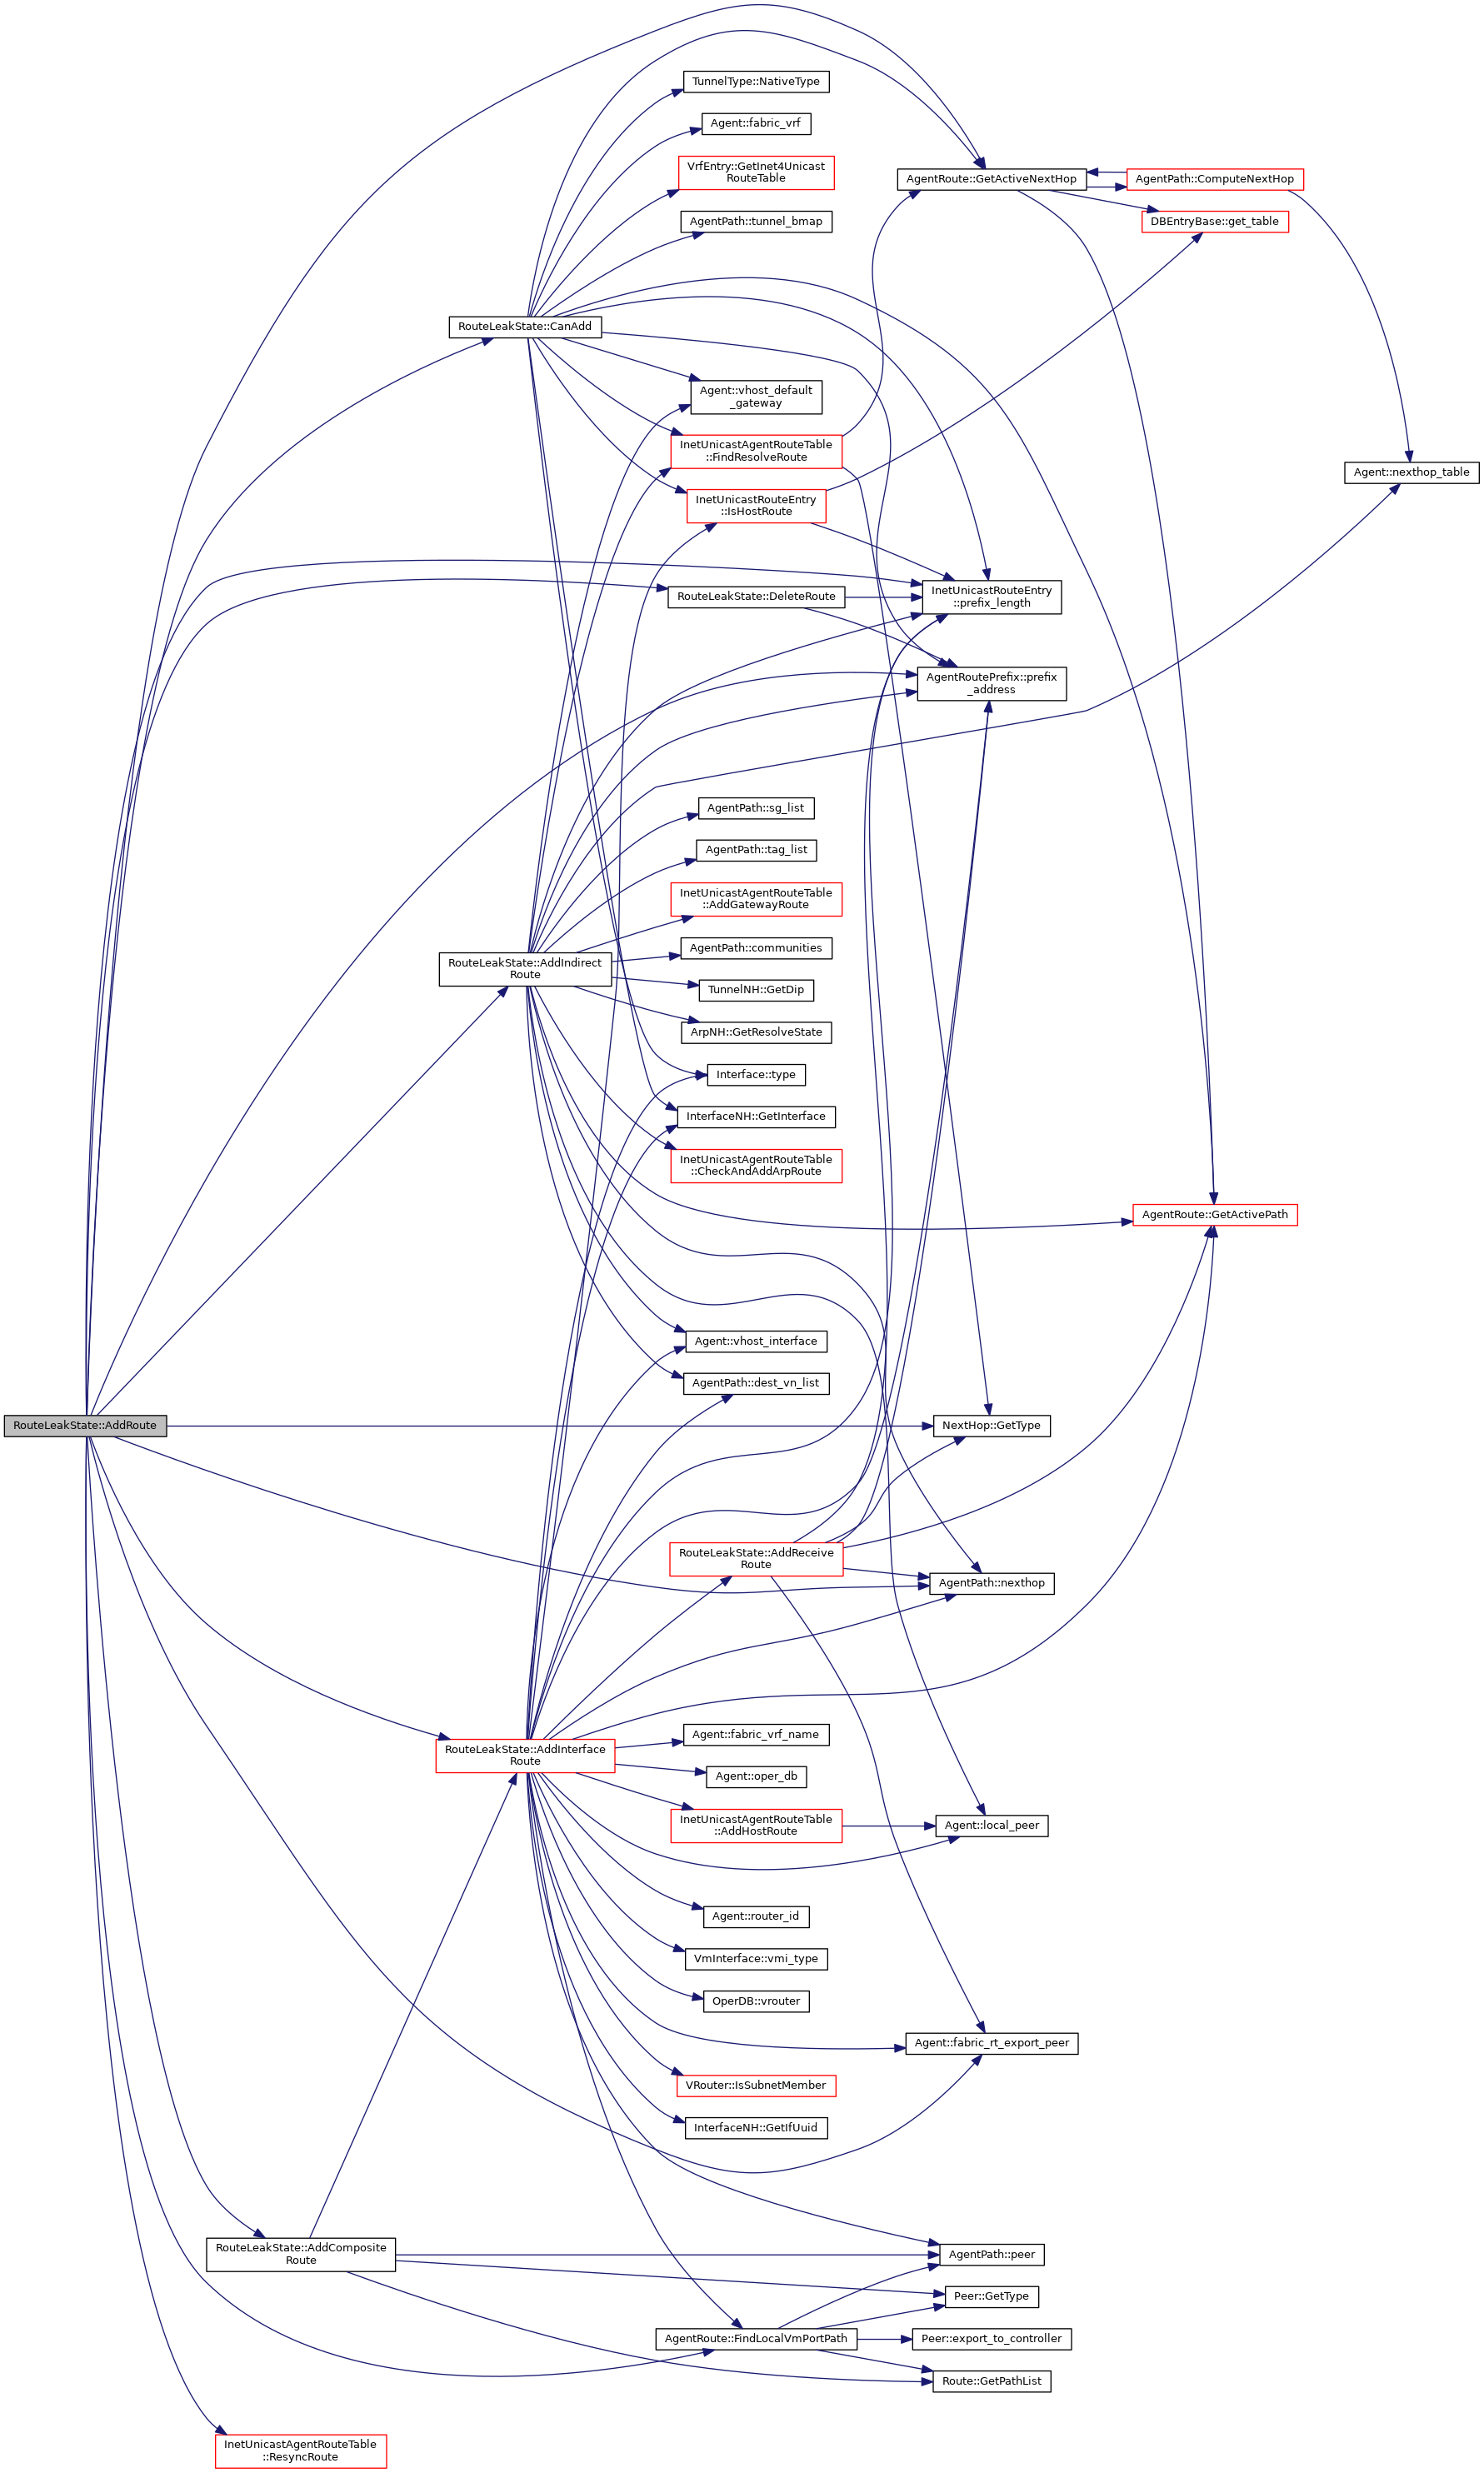 TunnelType::NativeType
Agent::fabric_vrf
VrfEntry::GetInet4Unicast
RouteTable
AgentRoute::GetActiveNextHop
AgentPath::ComputeNextHop
AgentPath::tunnel_bmap
DBEntryBase::get_table
RouteLeakState::CanAdd
Agent::vhost_default
_gateway
InetUnicastAgentRouteTable
::FindResolveRoute
Agent::nexthop_table
InetUnicastRouteEntry
::IsHostRoute
RouteLeakState::DeleteRoute
InetUnicastRouteEntry
::prefix_length
AgentRoutePrefix::prefix
_address
AgentPath::sg_list
AgentPath::tag_list
InetUnicastAgentRouteTable
::AddGatewayRoute
AgentPath::communities
RouteLeakState::AddIndirect
Route
TunnelNH::GetDip
ArpNH::GetResolveState
Interface::type
InterfaceNH::GetInterface
InetUnicastAgentRouteTable
::CheckAndAddArpRoute
AgentRoute::GetActivePath
Agent::vhost_interface
AgentPath::dest_vn_list
RouteLeakState::AddRoute
NextHop::GetType
RouteLeakState::AddReceive
Route
AgentPath::nexthop
Agent::fabric_vrf_name
RouteLeakState::AddInterface
Route
Agent::oper_db
InetUnicastAgentRouteTable
::AddHostRoute
Agent::local_peer
Agent::router_id
VmInterface::vmi_type
OperDB::vrouter
Agent::fabric_rt_export_peer
VRouter::IsSubnetMember
InterfaceNH::GetIfUuid
RouteLeakState::AddComposite
Route
AgentPath::peer
Peer::GetType
AgentRoute::FindLocalVmPortPath
Peer::export_to_controller
Route::GetPathList
InetUnicastAgentRouteTable
::ResyncRoute